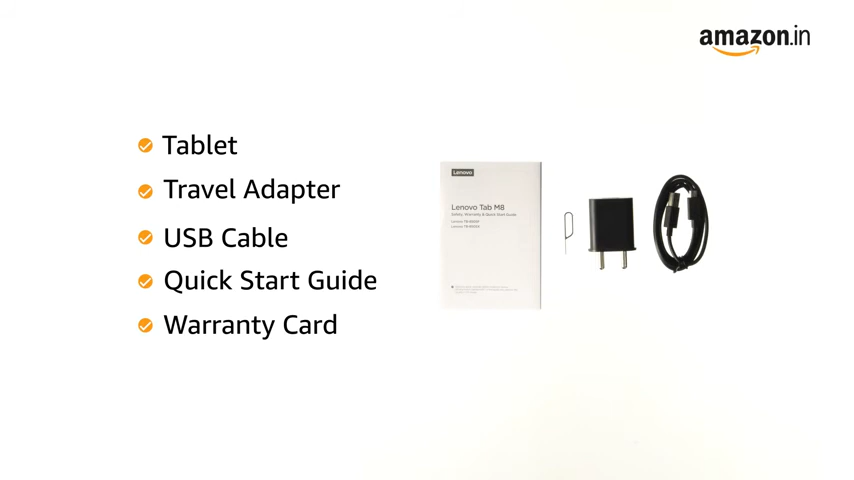 amazon.in
Tablet
Travel Adapter
USB Cable
Quick Start Guide
Warranty Card
Lenovo
Lenovo Tab M8
Safety, Warranty & Quick Start Guide